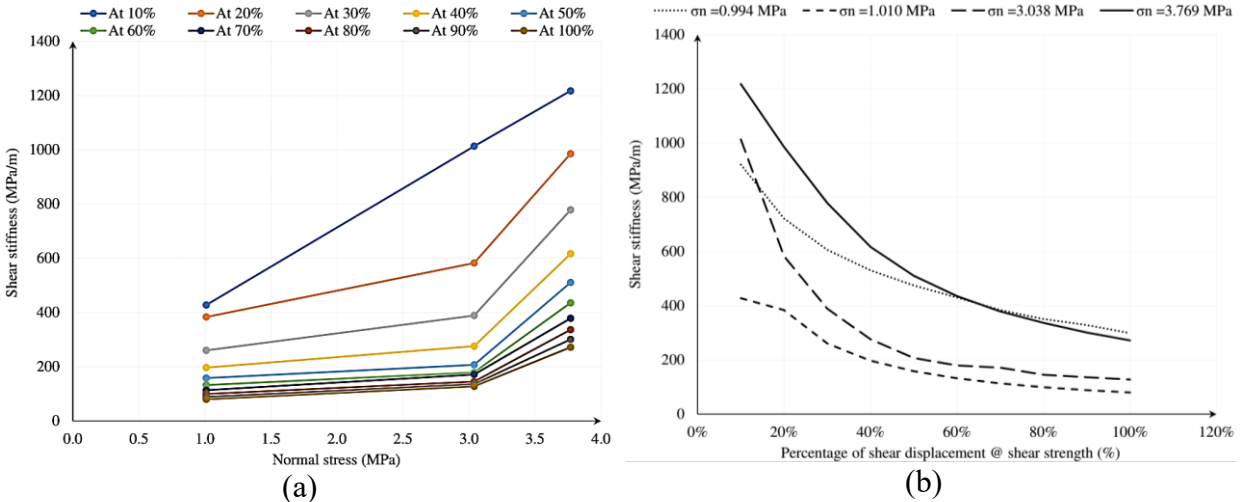 At 10% At 20% At 30% At 40% At 50%
At 60% At 70% At 80% At 90% At 100%
1400
1200
1000
800
600
400
200
0
Shear stiffness (MPa/m)
0.0 0.5 1.0 1.5 2.0 2.5 3.0 3.5 4.0
Normal stress (MPa)
(a)
σn =0.994 MPa σn =1.010 MPa σn =3.038 MPa σn =3.769 MPa
1400
1200
1000
800
600
400
200
0
Shear stiffness (MPa/m)
0% 20% 40% 60% 80% 100% 120%
Percentage of shear displacement @ shear strength (%)
(b)